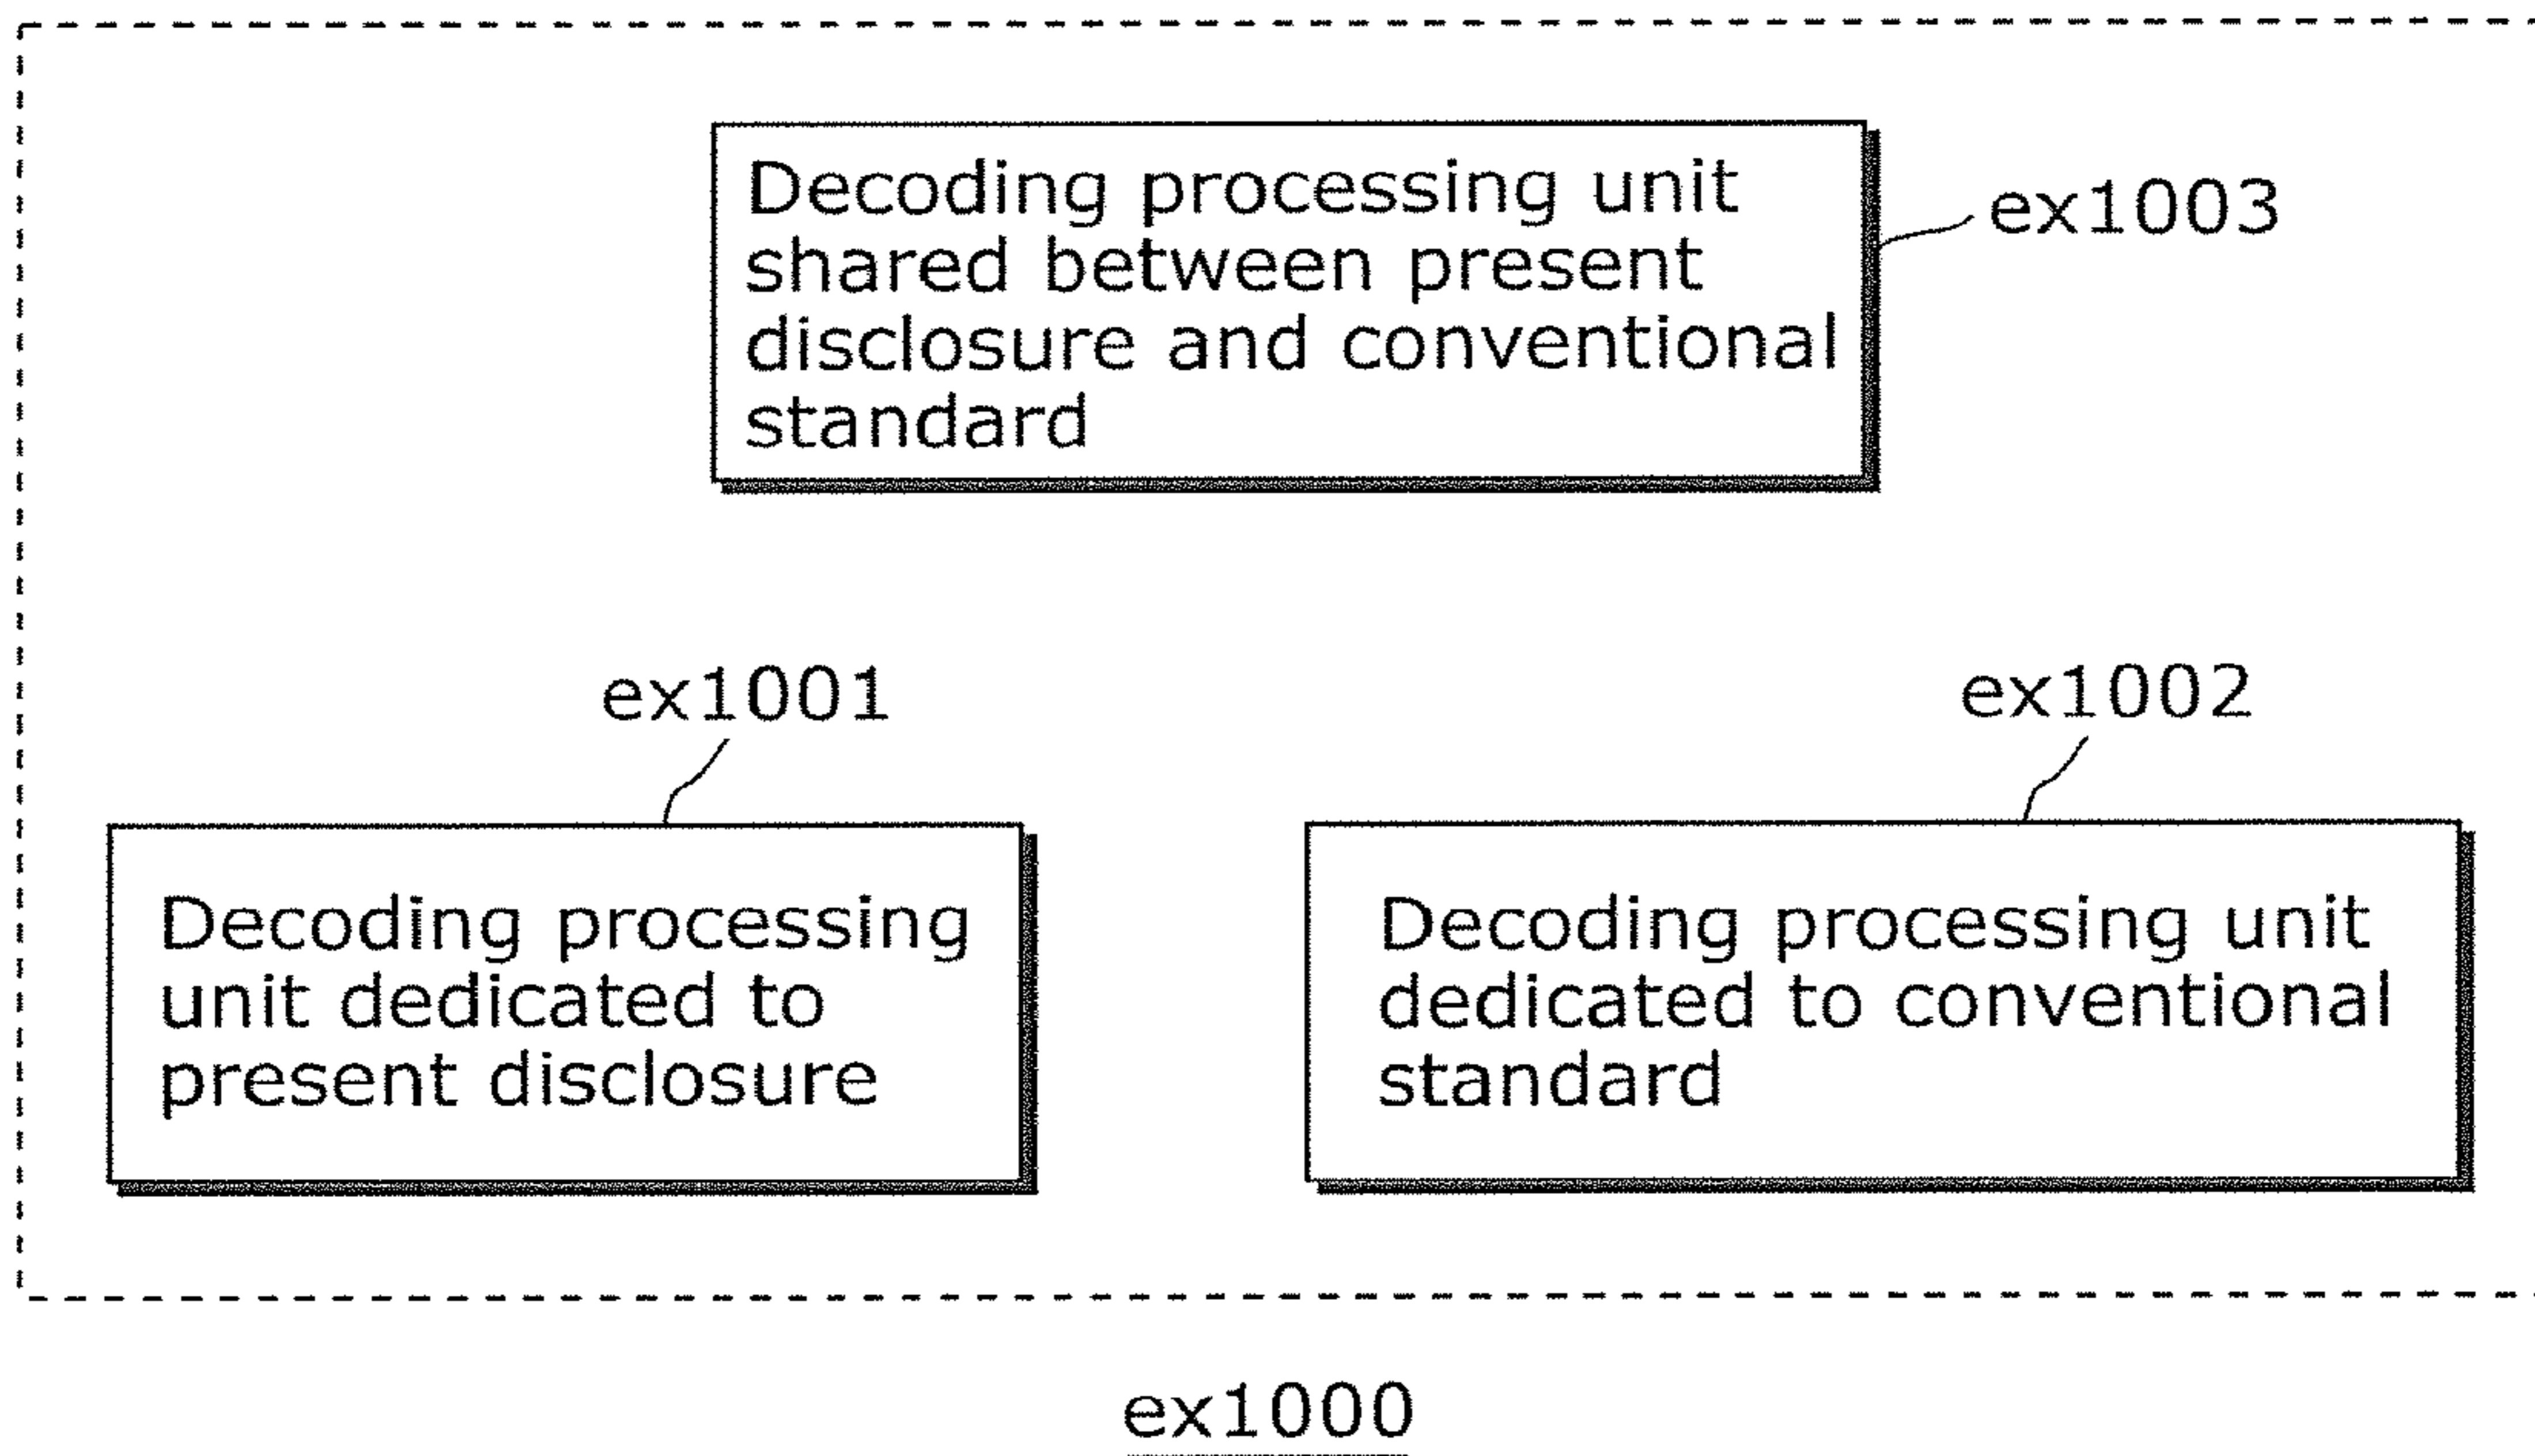 Decoding processing unit
shared between present
disclosure and conventional
standard
ex1003
ex1001
ex1002
Decoding processing
unit dedicated to
present disclosure
Decoding processing unit
dedicated to conventional
standard
ex1000